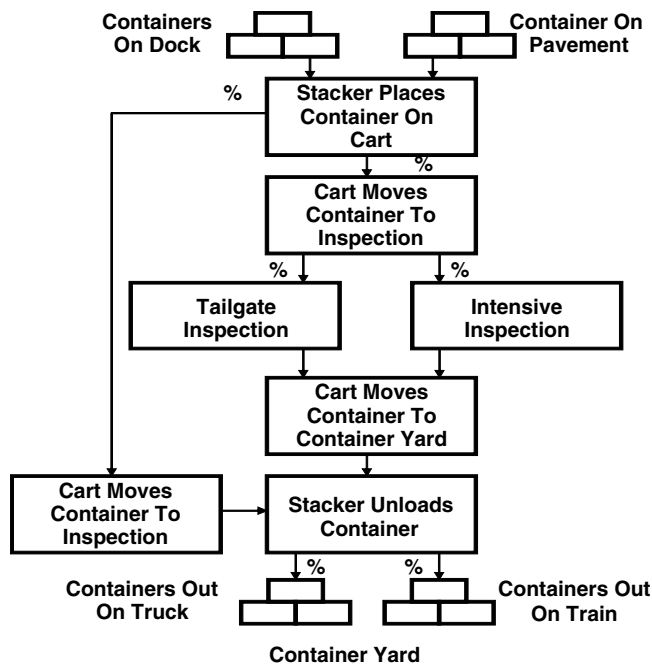 Containers
On Dock
Container On
Pavement
%
Stacker Places
Container On
Cart
%
Cart Moves
Container To
Inspection
%
%
Tailgate
Inspection
Intensive
Inspection
Cart Moves
Container To
Container Yard
Cart Moves
Container To
Inspection
Stacker Unloads
Container
%
%
Containers Out
On Truck
Containers Out
On Train
Container Yard